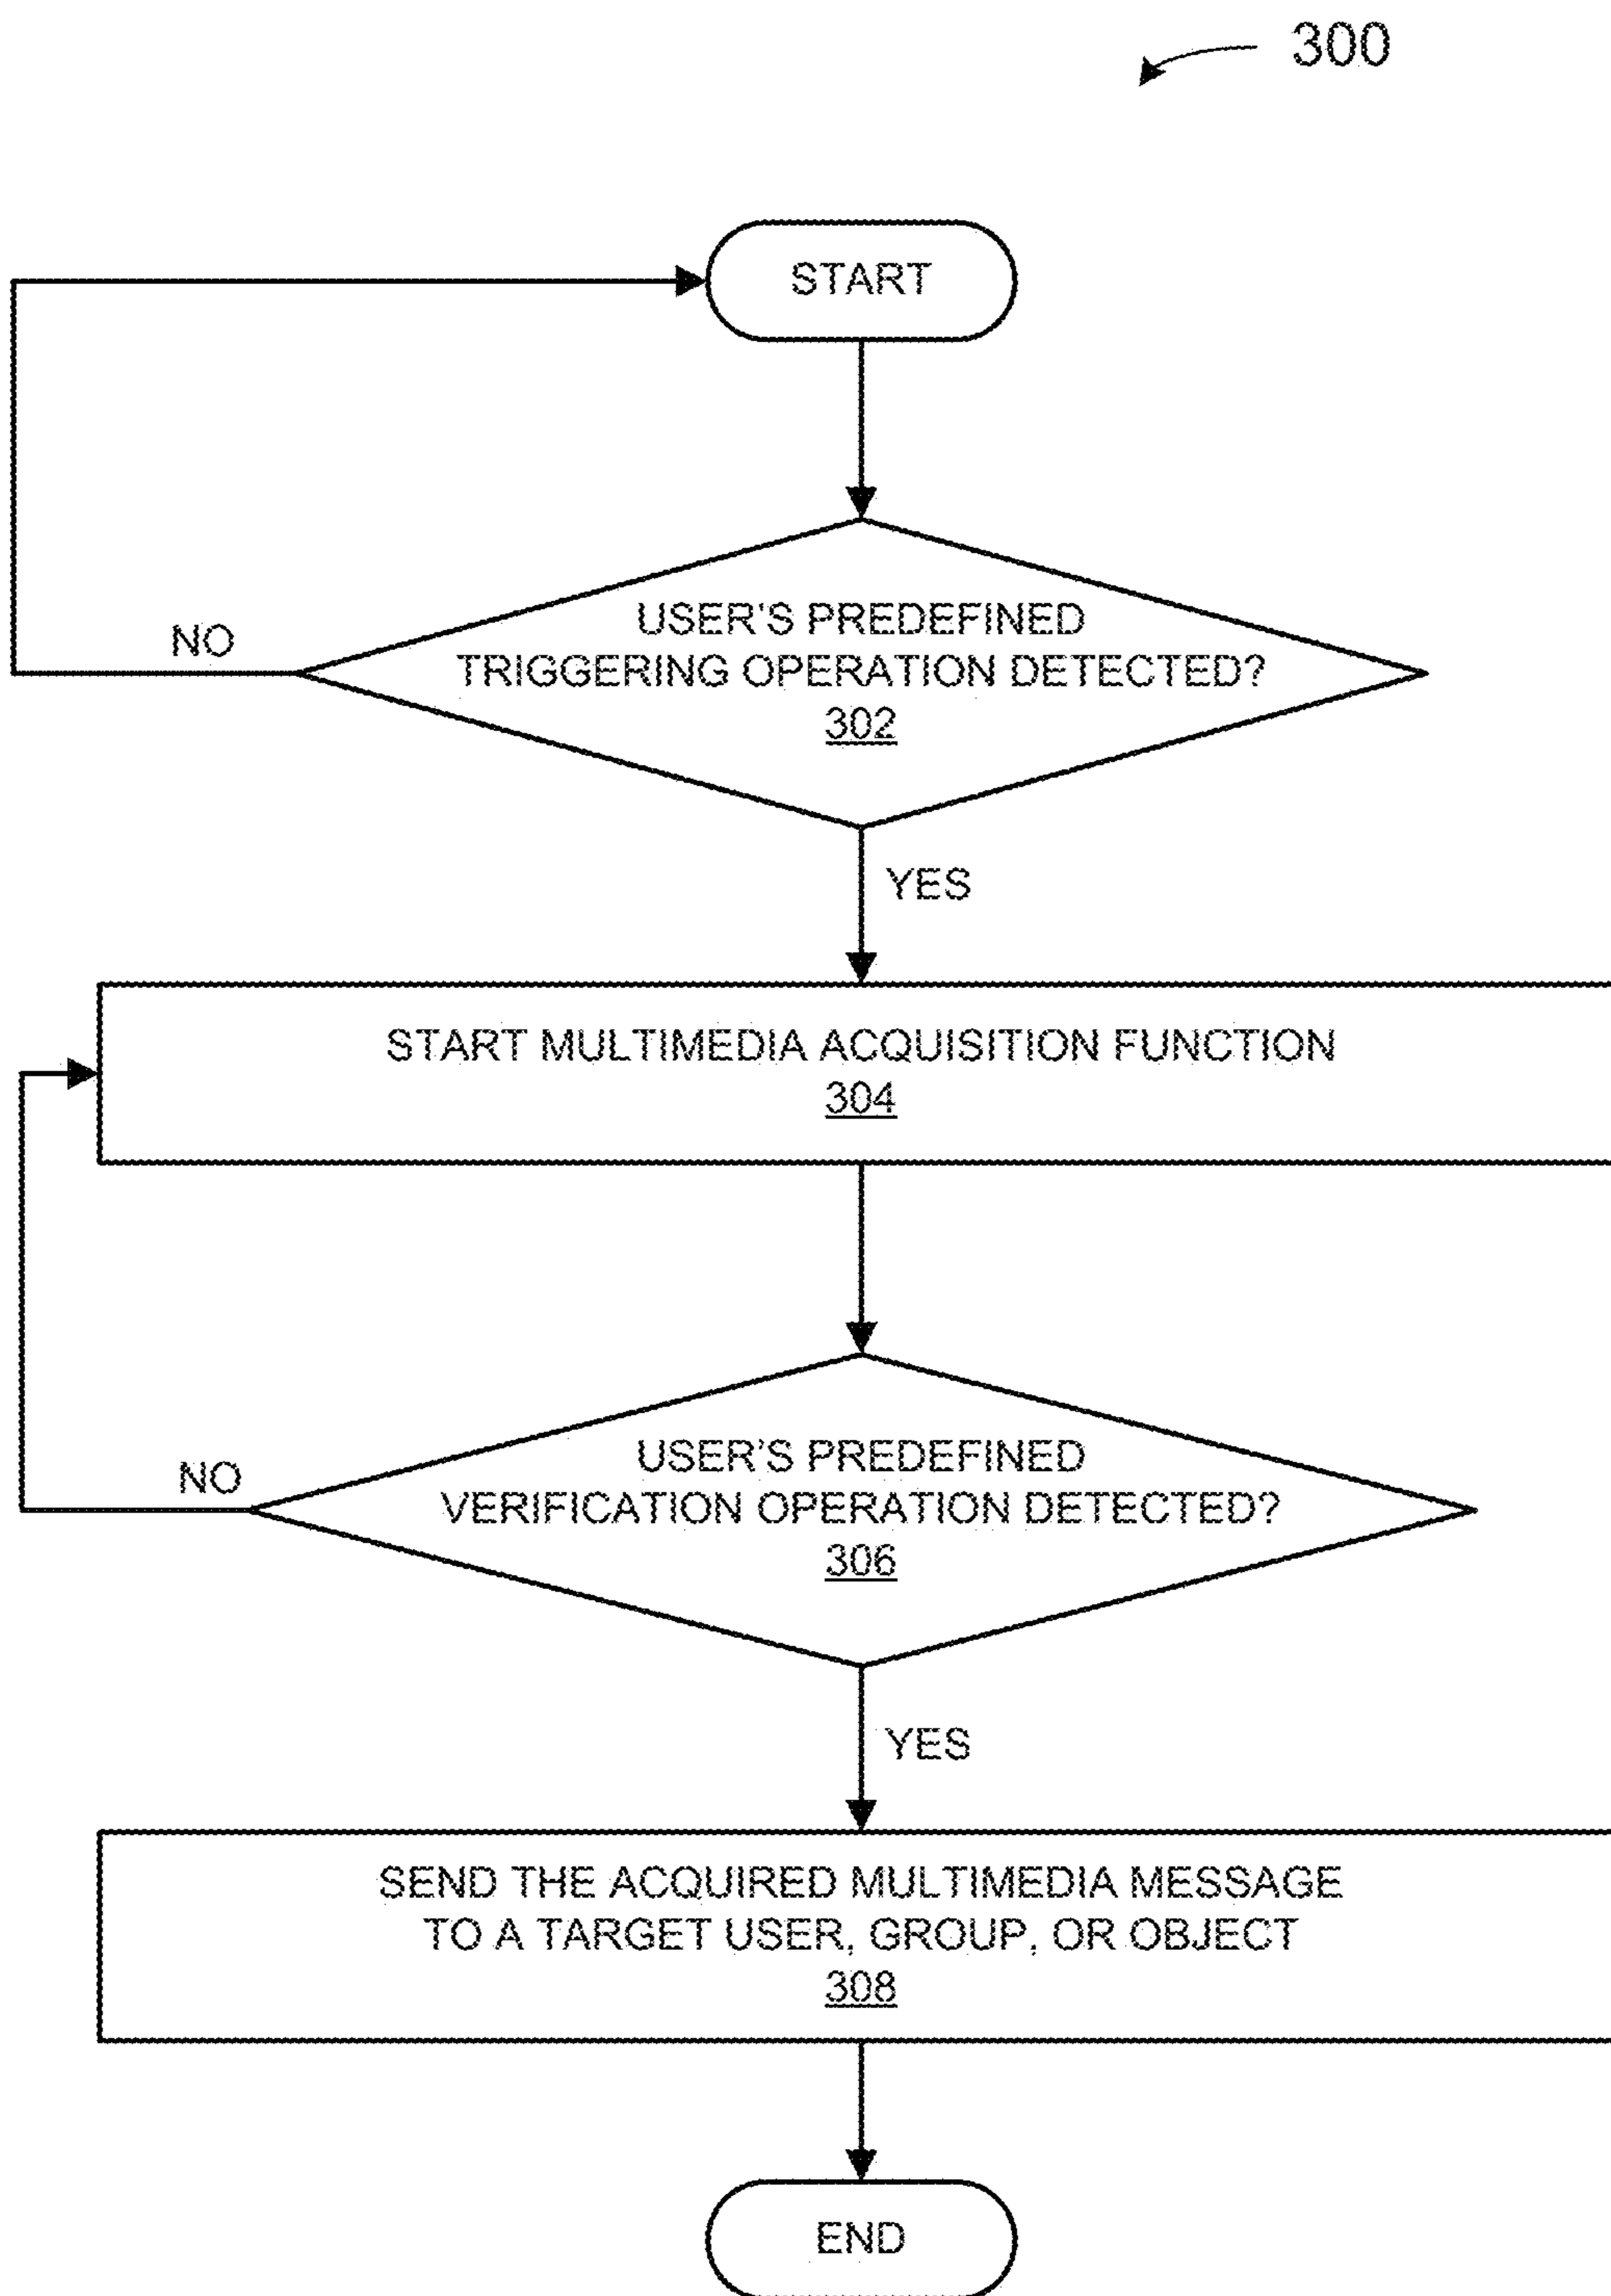 300
START
USER'S PREDEFINED
TRIGGERING OPERATION DETECTED?
302
NO
YES
START MULTIMEDIA ACQUISITION FUNCTION
304
USER'S PREDEFINED
VERIFICATION OPERATION DETECTED?
306
NO
YES
SEND THE ACQUIRED MULTIMEDIA MESSAGE
TO A TARGET USER, GROUP, OR OBJECT
308
END